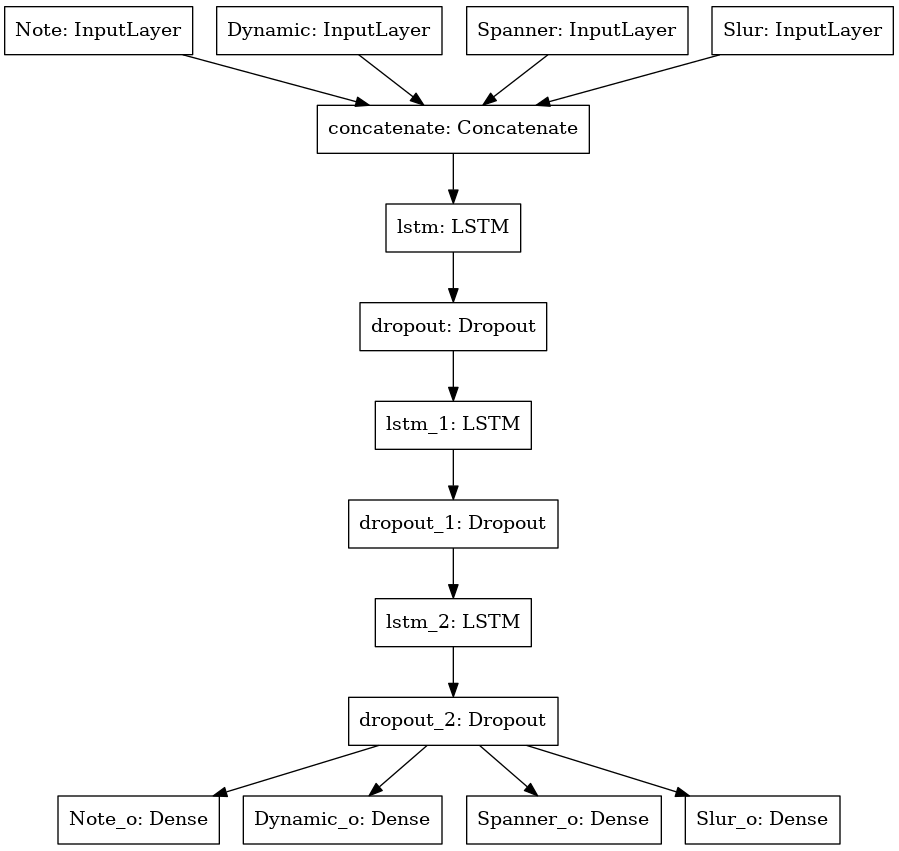 Note: InputLayer
Dynamic: InputLayer
Spanner: InputLayer
Slur: InputLayer
concatenate: Concatenate
lstm: LSTM
dropout: Dropout
lstm_1: LSTM
dropout_1: Dropout
lstm_2: LSTM
dropout_2: Dropout
Note_o: Dense
Dynamic_o: Dense
Spanner_o: Dense
Slur_o: Dense